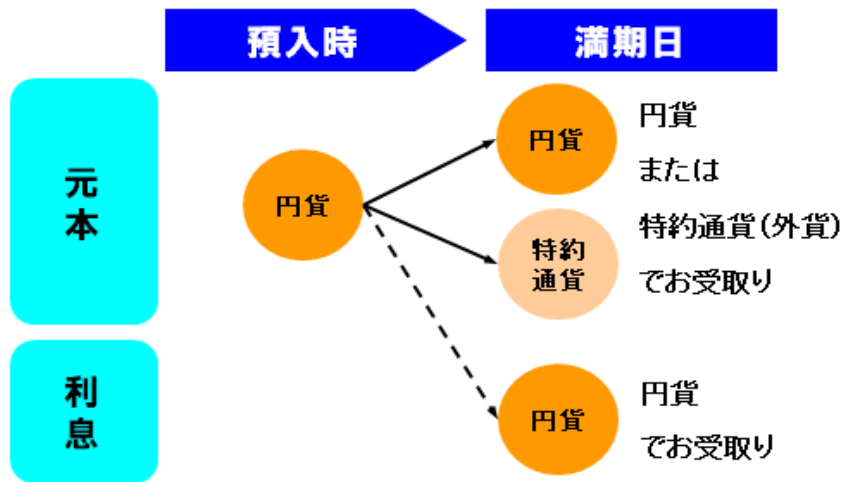 預入時
満期日
元
本
円貨
円貨
円貨
または
特約
通貨
特約通貨(外貨)
でお受取り
利
息
円貨
円貨
でお受取り